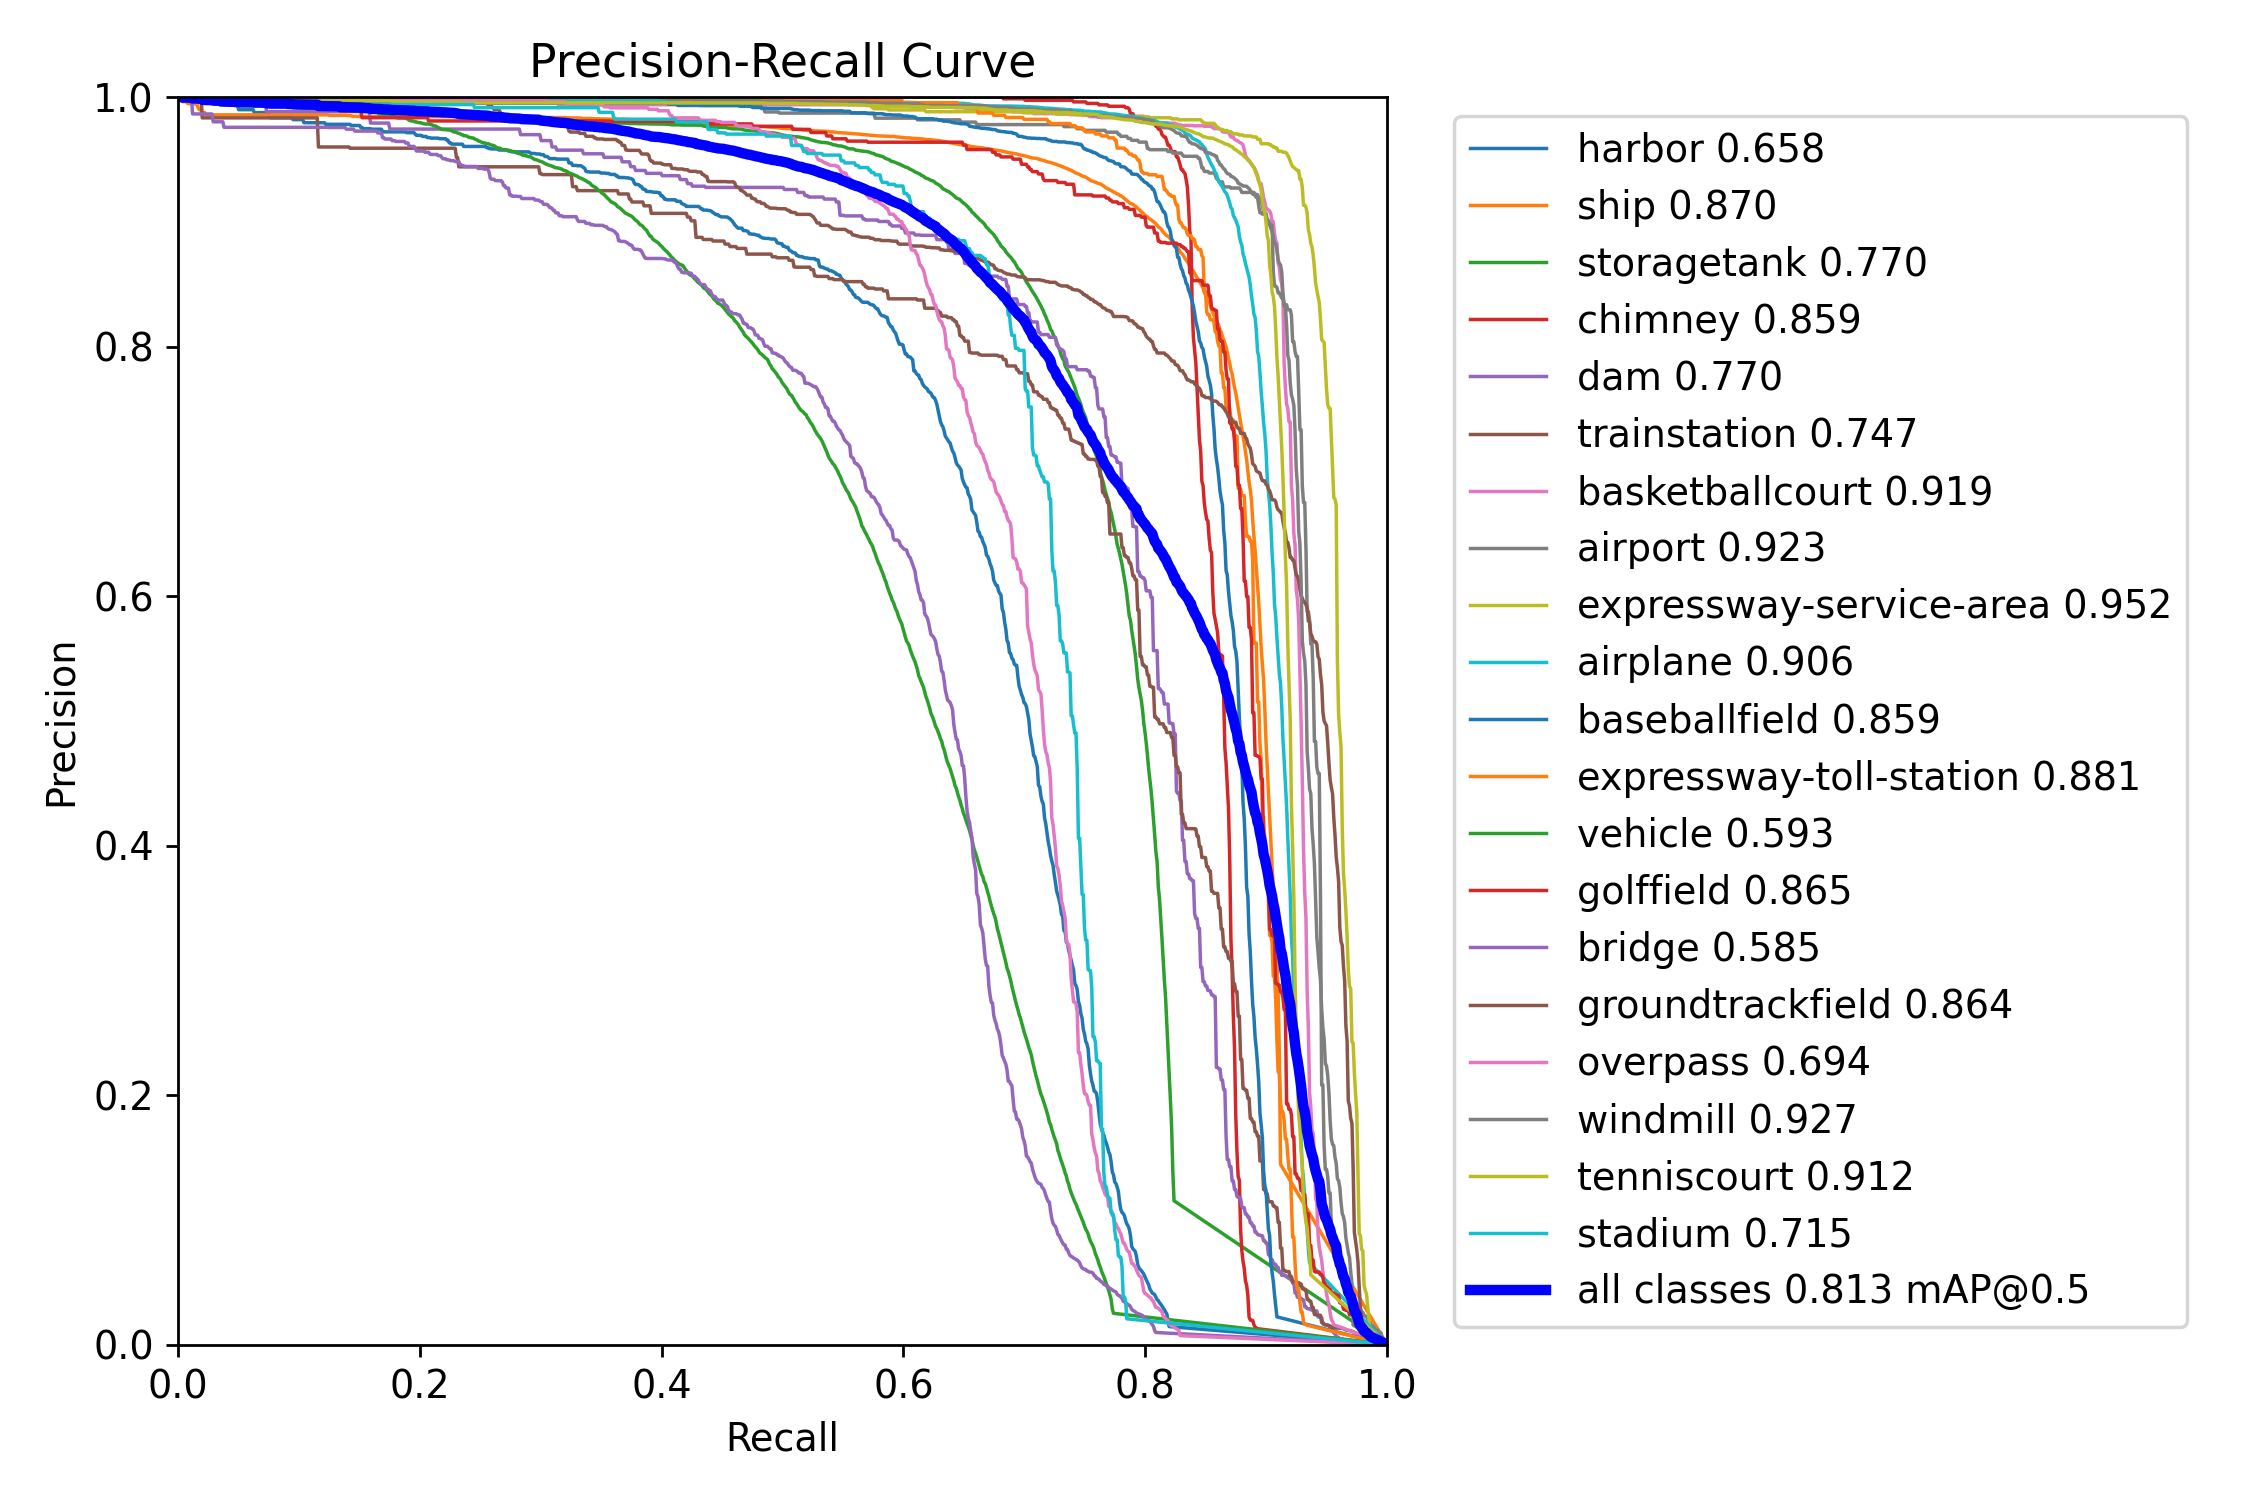 Precision-Recall Curve
1.0
0.8
0.6
0.4
0.2
0.0
Precision
0.0 0.2 0.4 0.6 0.8 1.0
Recall
harbor 0.658
ship 0.870
storagetank 0.770
chimney 0.859
dam 0.770
trainstation 0.747
basketballcourt 0.919
airport 0.923
expressway-service-area 0.952
airplane 0.906
baseballfield 0.859
expressway-toll-station 0.881
vehicle 0.593
golffield 0.865
bridge 0.585
groundtrackfield 0.864
overpass 0.694
windmill 0.927
tenniscourt 0.912
stadium 0.715
all classes 0.813 mAP@0.5